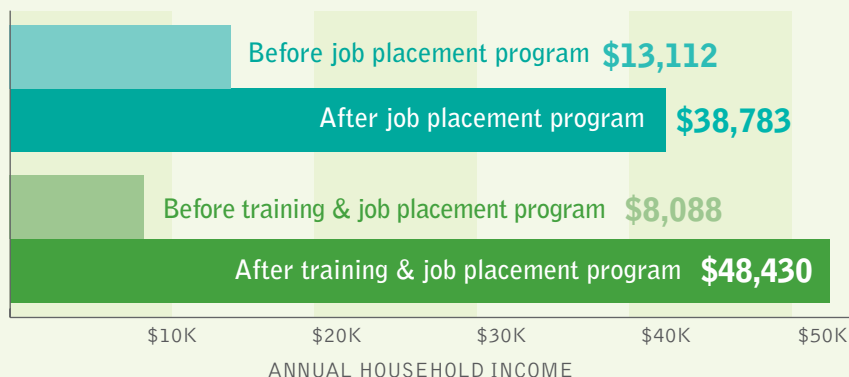 Before job placement program $13,112
After job placement program $38,783
Before training & job placement program $8,088
After training & job placement program $48,430
$10K $20K $30K $40K $50K
ANNUAL HOUSEHOLD INCOME